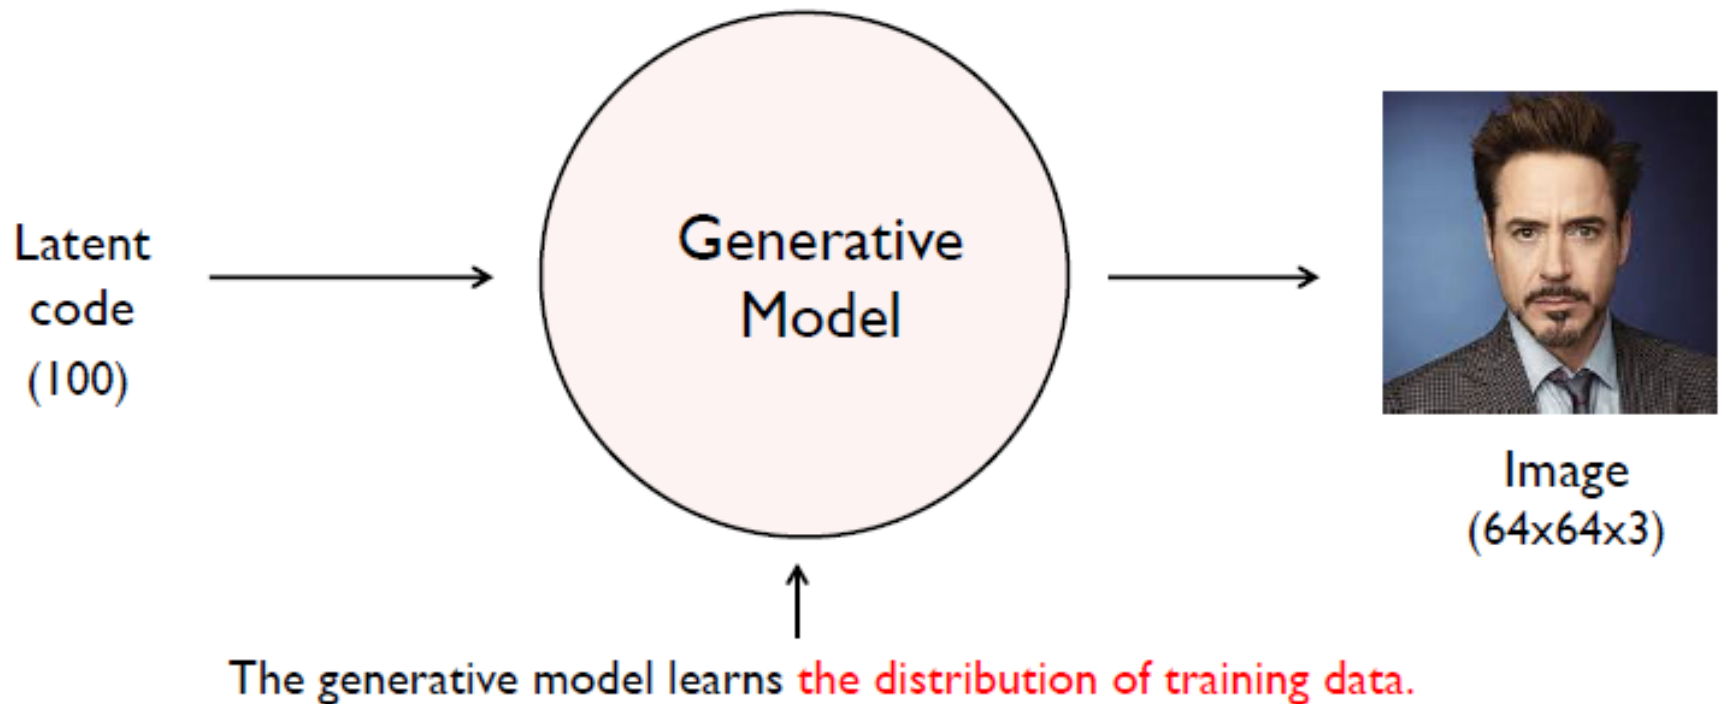 Latent
code
(100)
Generative
Model
Image
(64x64x3)
The generative model learns the distribution of training data.